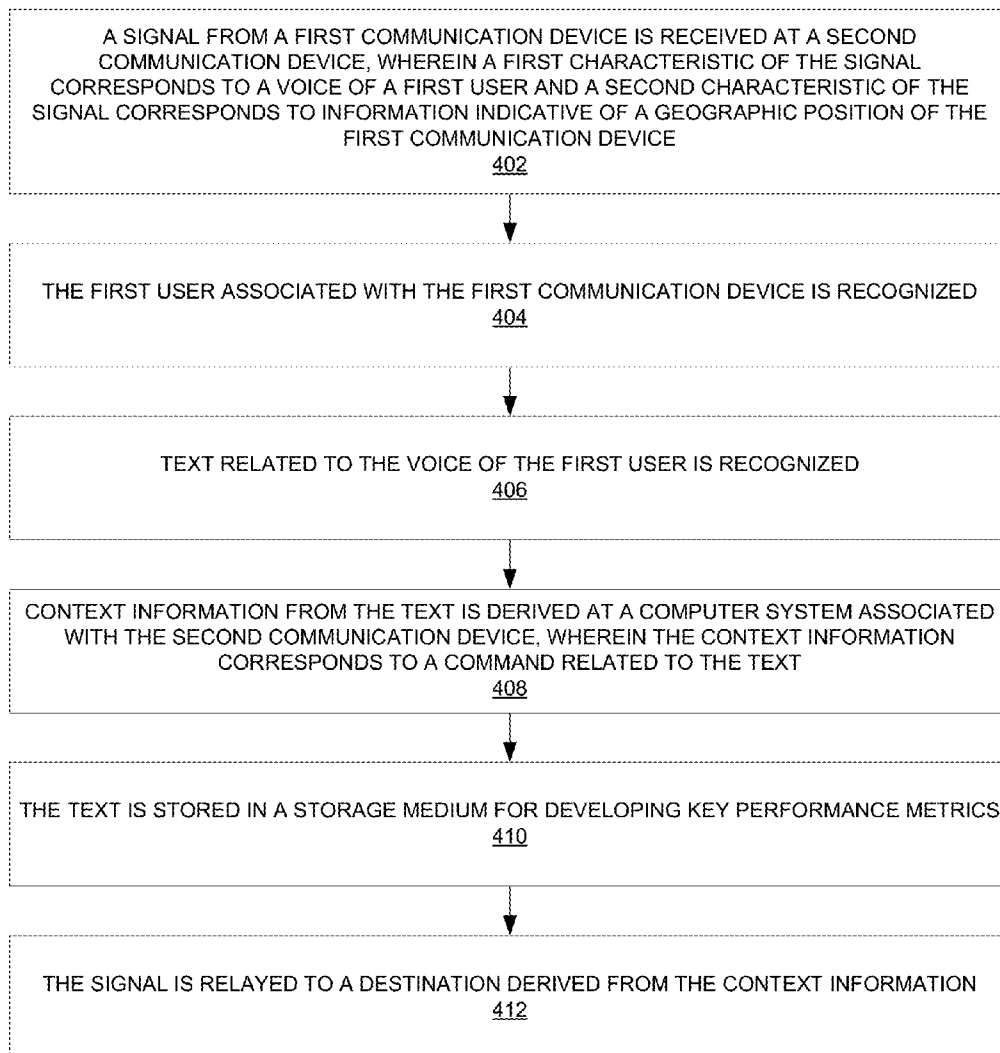 A SIGNAL FROM A FIRST COMMUNICATION DEVICE IS RECEIVED AT A SECOND
COMMUNICATION DEVICE, WHEREIN A FIRST CHARACTERISTIC OF THE SIGNAL
CORRESPONDS TO A VOICE OF A FIRST USER AND A SECOND CHARACTERISTIC OF THE
SIGNAL CORRESPONDS TO INFORMATION INDICATIVE OF A GEOGRAPHIC POSITION OF THE
FIRST COMMUNICATION DEVICE
402
THE FIRST USER ASSOCIATED WITH THE FIRST COMMUNICATION DEVICE IS RECOGNIZED
404
TEXT RELATED TO THE VOICE OF THE FIRST USER IS RECOGNIZED
406
CONTEXT INFORMATION FROM THE TEXT IS DERIVED AT A COMPUTER SYSTEM ASSOCIATED
WITH THE SECOND COMMUNICATION DEVICE, WHEREIN THE CONTEXT INFORMATION
CORRESPONDS TO A COMMAND RELATED TO THE TEXT
408
THE TEXT IS STORED IN A STORAGE MEDIUM FOR DEVELOPING KEY PERFORMANCE METRICS
410
THE SIGNAL IS RELAYED TO A DESTINATION DERIVED FROM THE CONTEXT INFORMATION
412